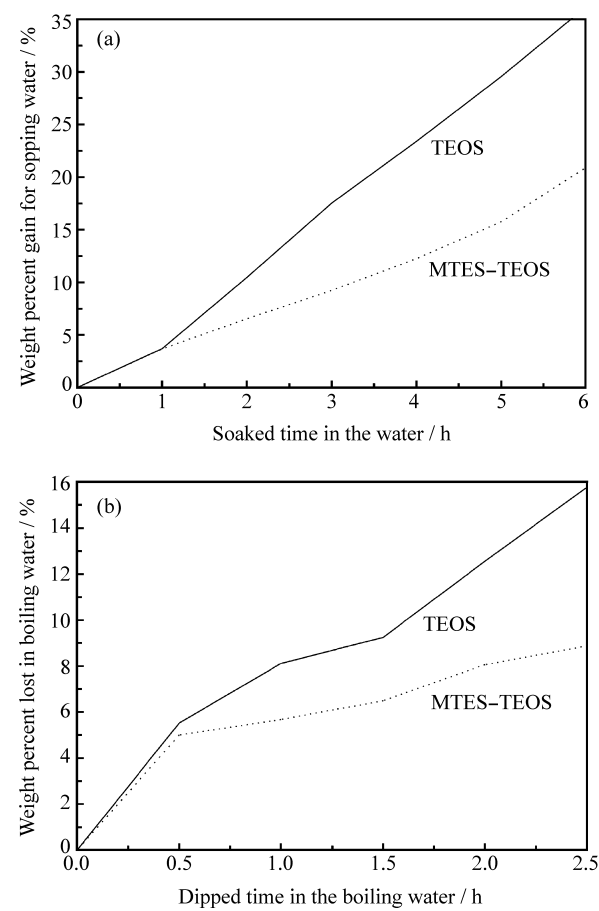 (a)
Weight percent gain for sopping water / %
35
30
25
20
15
10
5
0
TEOS
MTES–TEOS
0 1 2 3 4 5 6
Soaked time in the water / h
(b)
Weight percent lost in boiling water / %
16
14
12
10
8
6
4
2
0
TEOS
MTES–TEOS
0.0 0.5 1.0 1.5 2.0 2.5
Dipped time in the boiling water / h